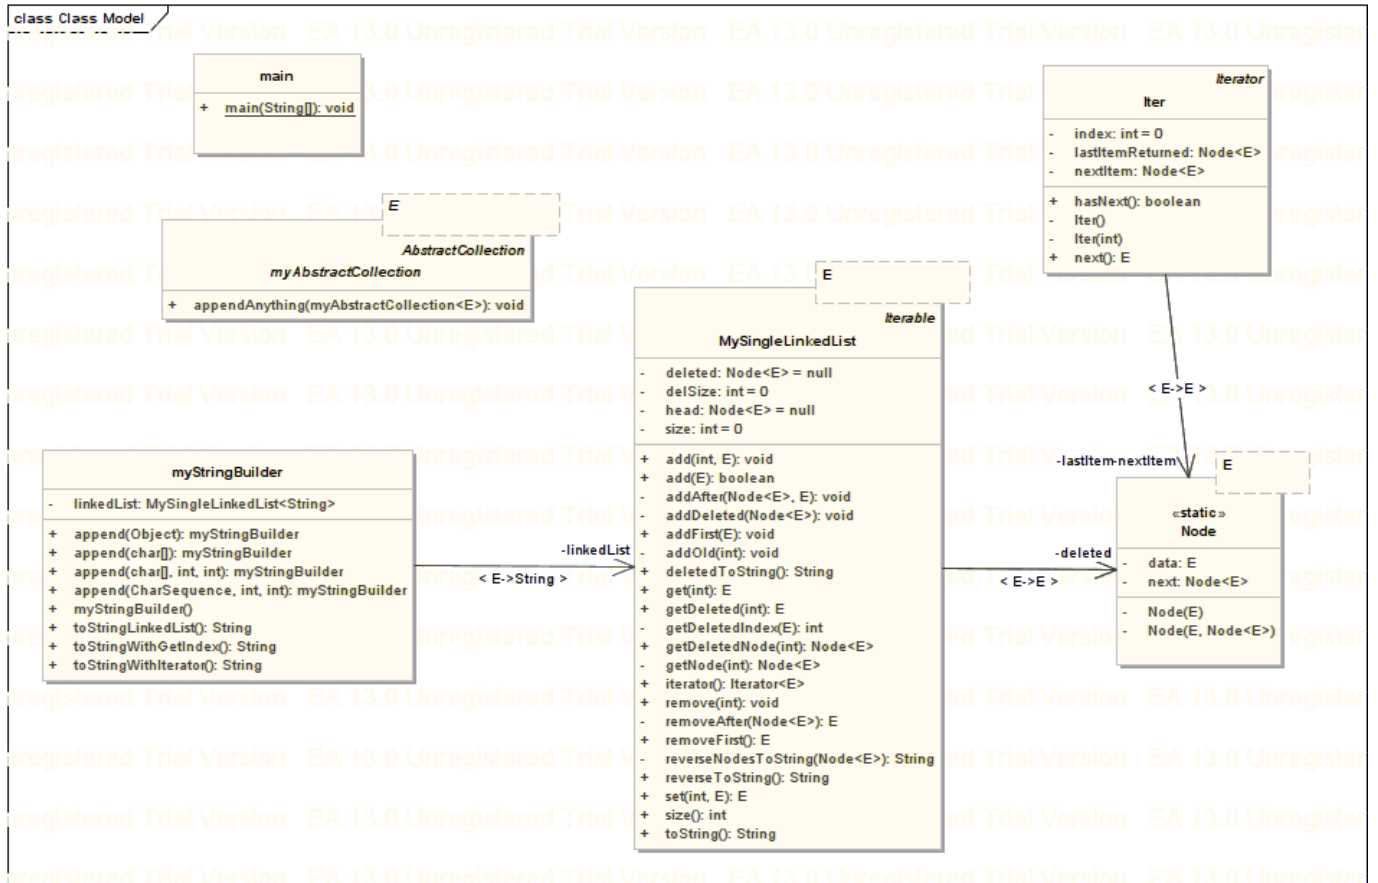 class Class Model
main
+ main(String[]): void
E
AbstractCollection
myAbstractCollection
+ appendAnything(myAbstractCollection<E>): void
Iterator
Iter
- index: int = 0
- lastItemReturned: Node<E>
- nextItem: Node<E>
+ hasNext(): boolean
- Iter()
- Iter(int)
+ next(): E
E
Iterable
MySingleLinkedList
- deleted: Node<E> = null
- delSize: int = 0
- head: Node<E> = null
- size: int = 0
+ add(int, E): void
+ add(E): boolean
- addAfter(Node<E>, E): void
- addDeleted(Node<E>): void
+ addFirst(E): void
- addOld(int): void
+ deletedToString(): String
+ get(int): E
+ getDeleted(int): E
- getDeletedIndex(E): int
+ getDeletedNode(int): Node<E>
- getNode(int): Node<E>
+ iterator(): Iterator<E>
+ remove(int): void
- removeAfter(Node<E>): E
+ removeFirst(): E
- reverseNodesToString(Node<E>): String
+ reverseToString(): String
+ set(int, E): E
+ size(): int
+ toString(): String
myStringBuilder
- linkedList: MySingleLinkedList<String>
+ append(Object): myStringBuilder
+ append(char[]): myStringBuilder
+ append(char[], int, int): myStringBuilder
+ append(CharSequence, int, int): myStringBuilder
+ myStringBuilder()
+ toStringLinkedList(): String
+ toStringWithGetIndex(): String
+ toStringWithIterator(): String
-linkedList
< E->String >
< E->E >
-lastItem-nextItem
E
«static»
Node
- data: E
- next: Node<E>
- Node(E)
- Node(E, Node<E>)
-deleted
< E->E >
EA 13.0 Unregistered Trial Version